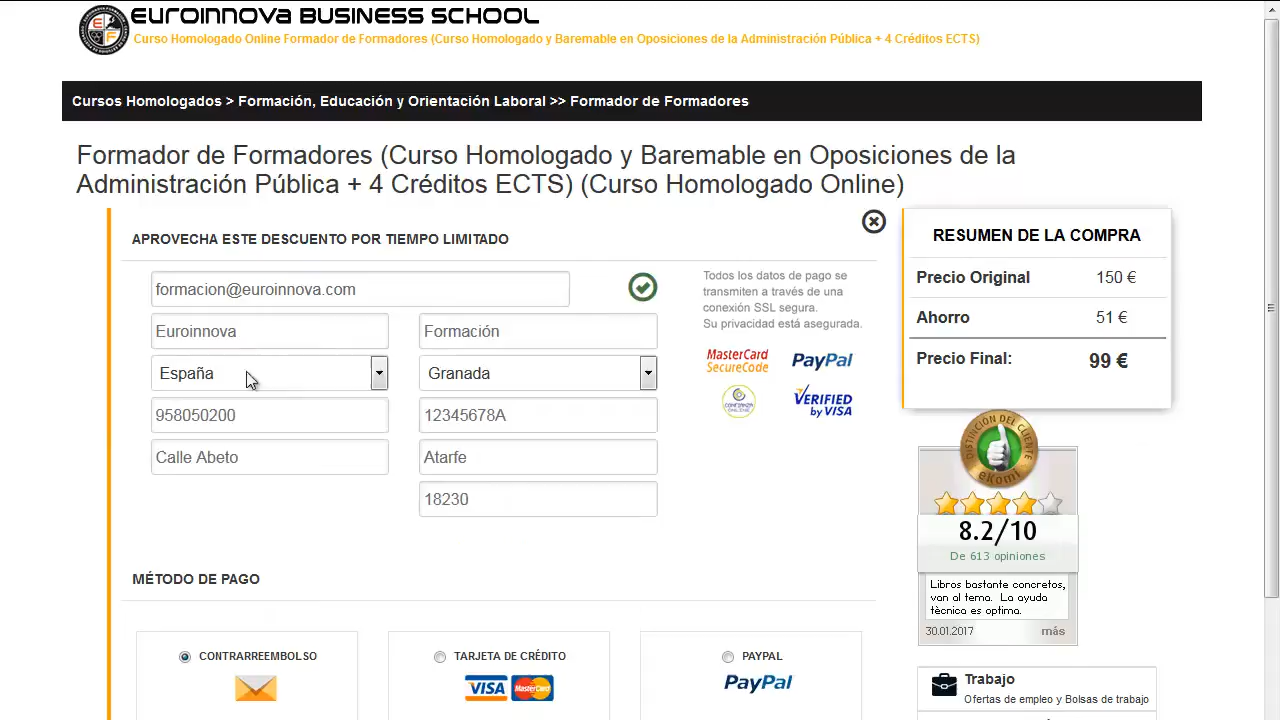 EUROINNOVA BUSINESS SCHOOL
Curso Homologado Online Formador de Formadores (Curso Homologado y Baremable en Oposiciones de la Administración Pública + 4 Créditos ECTS)
Cursos Homologados > Formación, Educación y Orientación Laboral >> Formador de Formadores
Formador de Formadores (Curso Homologado y Baremable en Oposiciones de la
Administración Pública + 4 Créditos ECTS) (Curso Homologado Online)
APROVECHA ESTE DESCUENTO POR TIEMPO LIMITADO
formacion@euroinnova.com
Euroinnova
Formación
España
Granada
958050200
12345678A
Calle Abeto
Atarfe
18230
Todos los datos de pago se
transmiten a través de una
conexión SSL segura.
Su privacidad está asegurada.
MasterCard
SecureCode
PayPal
CONFIANZA
ONLINE
VERIFIED
by VISA
MÉTODO DE PAGO
CONTRARREEMBOLSO
TARJETA DE CRÉDITO
VISA
MasterCard
PAYPAL
PayPal
RESUMEN DE LA COMPRA
Precio Original 150 €
Ahorro 51 €
Precio Final: 99 €
DISTINCIÓN DEL CLIENTE
eKomi
8.2/10
De 613 opiniones
Libros bastante concretos,
van al tema. La ayuda
tècnica es optima.
30.01.2017 más
Trabajo
Ofertas de empleo y Bolsas de trabajo